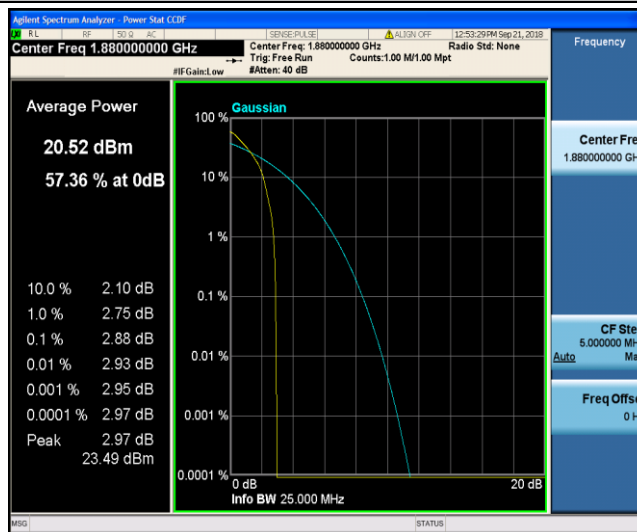 Agilent Spectrum Analyzer - Power Stat CCDF
RL RF 50 Ω AC SENSE:PULSE ALIGN OFF 12:53:29 PM Sep 21, 2018
Center Freq 1.880000000 GHz
Center Freq: 1.880000000 GHz Radio Std: None
Trig: Free Run Counts:1.00 M/1.00 Mpt
#IFGain:Low #Atten: 40 dB
Frequency
Average Power
20.52 dBm
57.36 % at 0dB
10.0 % 2.10 dB
1.0 % 2.75 dB
0.1 % 2.88 dB
0.01 % 2.93 dB
0.001 % 2.95 dB
0.0001 % 2.97 dB
Peak 2.97 dB
23.49 dBm
Gaussian
100 %
10 %
1 %
0.1 %
0.01 %
0.001 %
0.0001 %
0 dB 20 dB
Info BW 25.000 MHz
Center Fre
1.880000000 GH
CF Ste
5.000000 MH
Auto Ma
Freq Offse
0 H
MSG STATUS